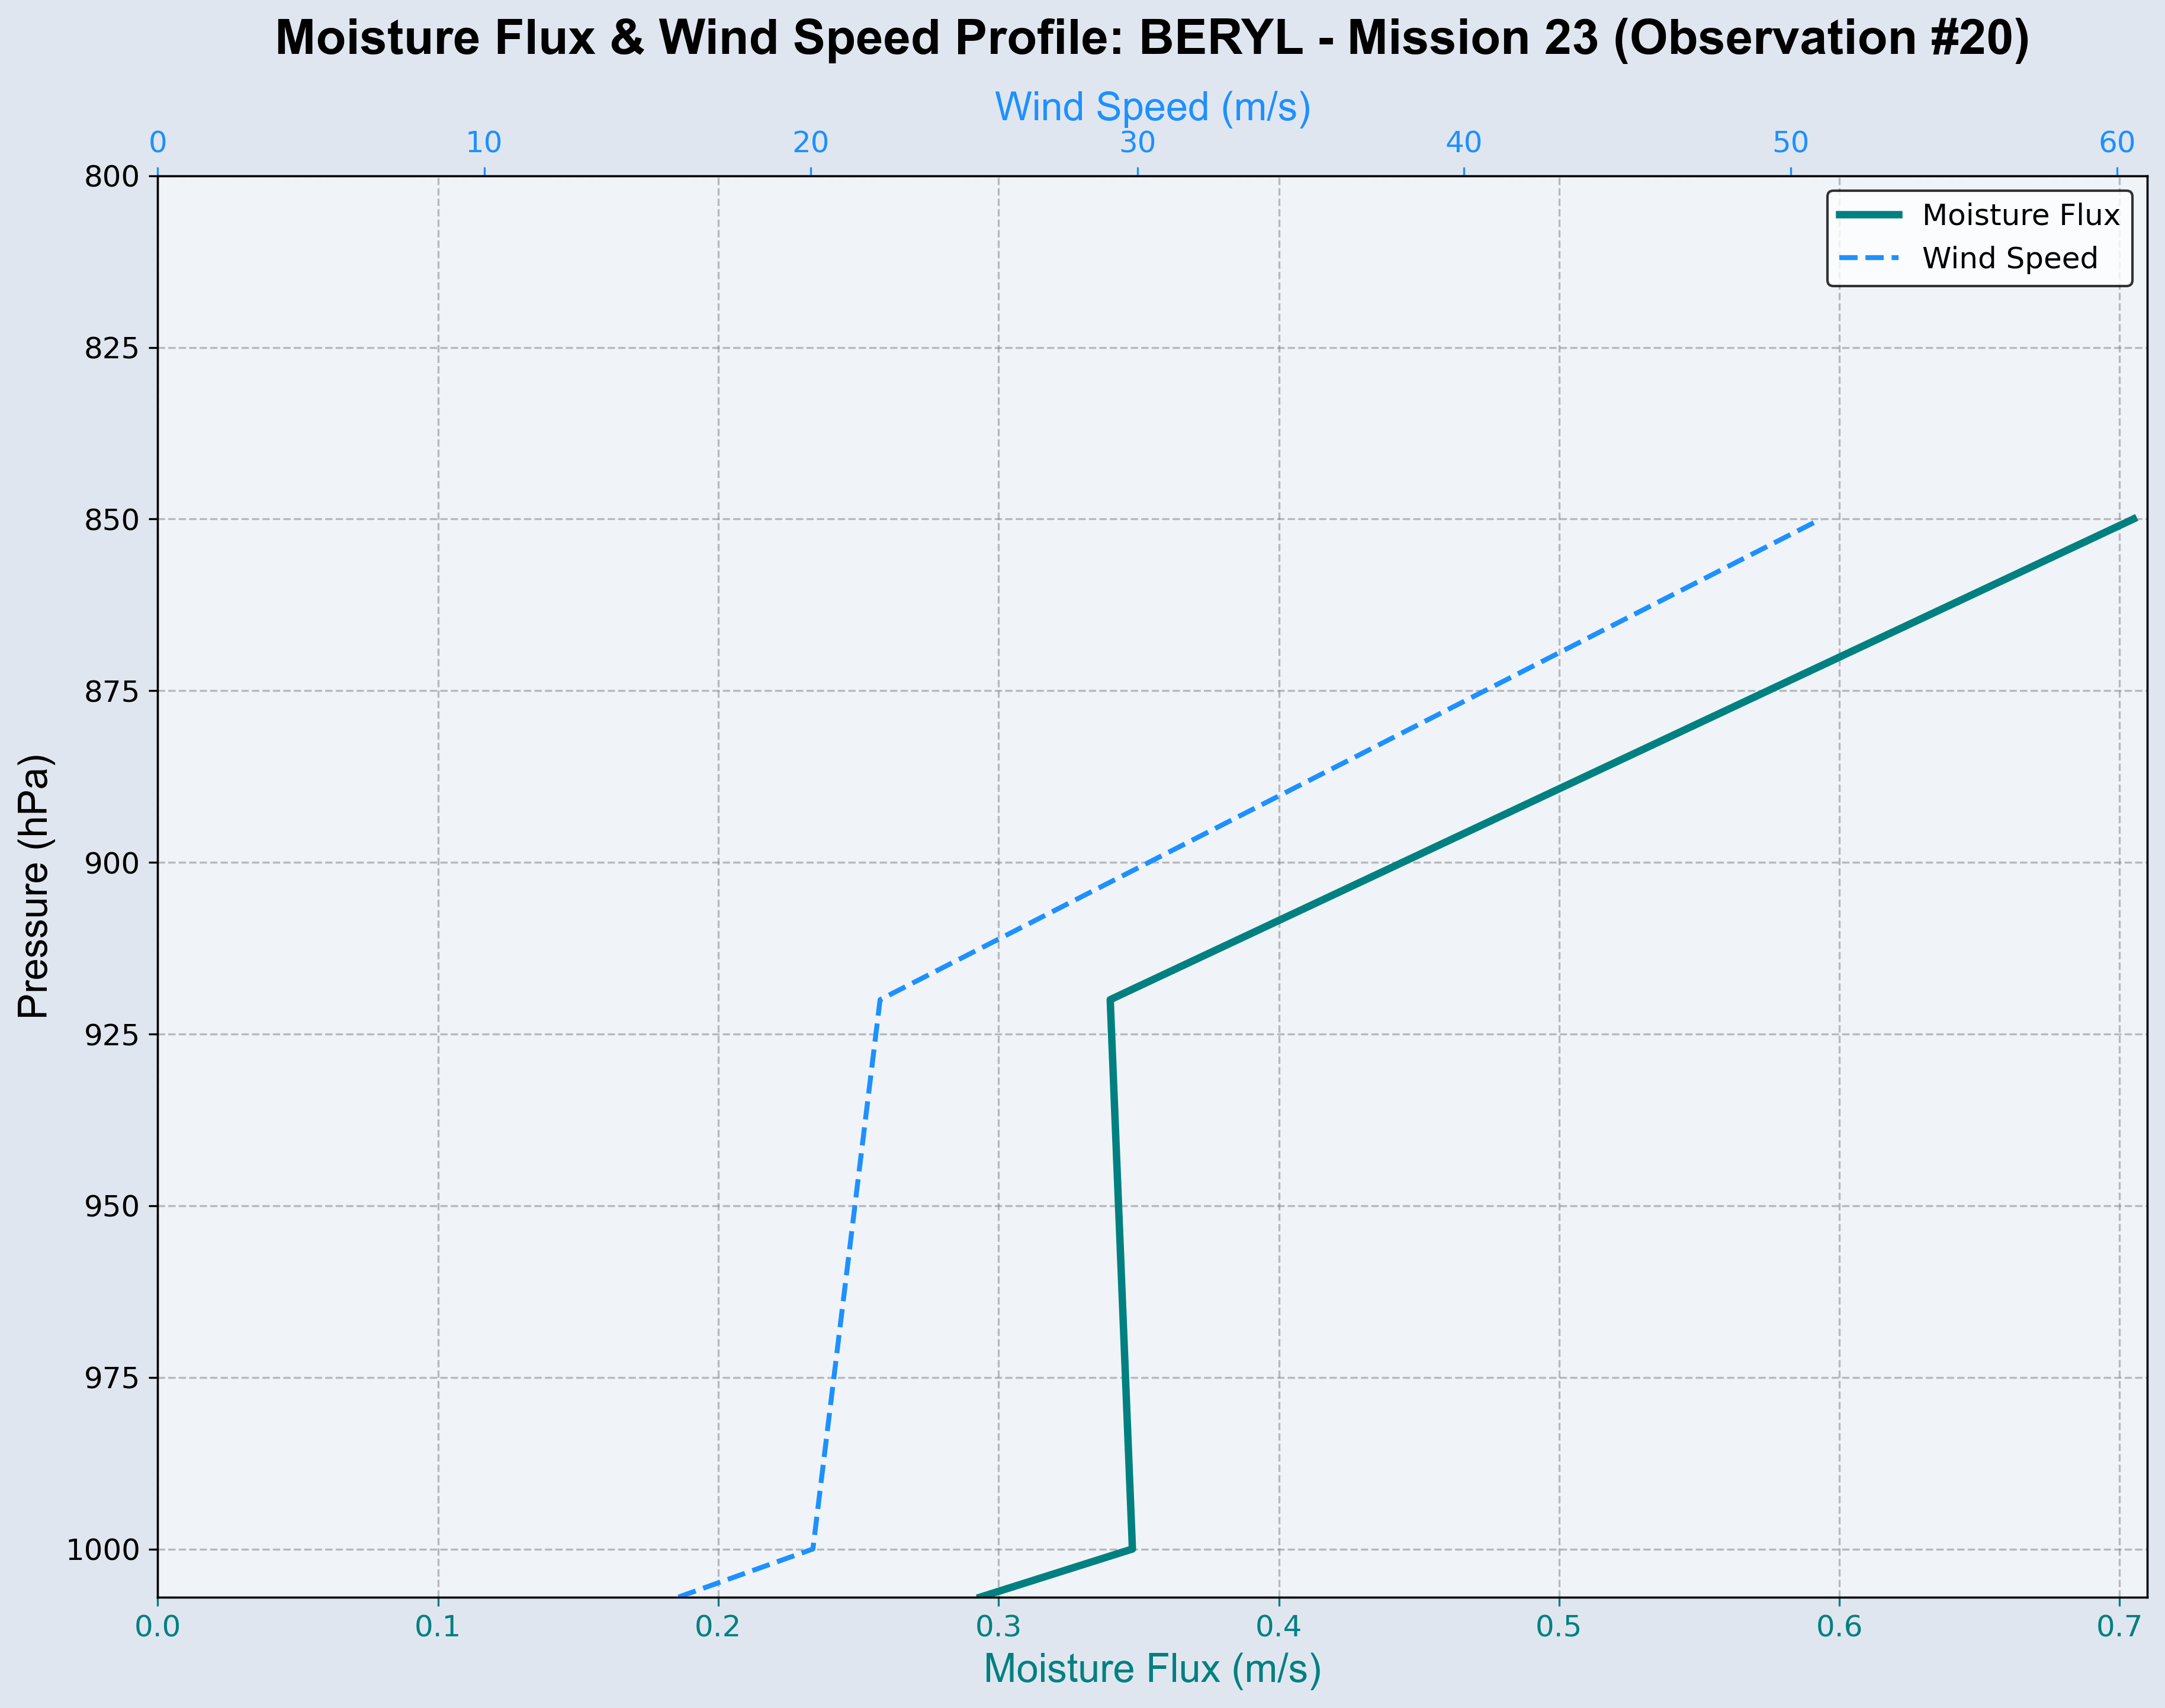 Moisture Flux & Wind Speed Profile: BERYL - Mission 23 (Observation #20)
Wind Speed (m/s)
0 10 20 30 40 50 60
Moisture Flux
Wind Speed
Pressure (hPa)
800
825
850
875
900
925
950
975
1000
0.0 0.1 0.2 0.3 0.4 0.5 0.6 0.7
Moisture Flux (m/s)